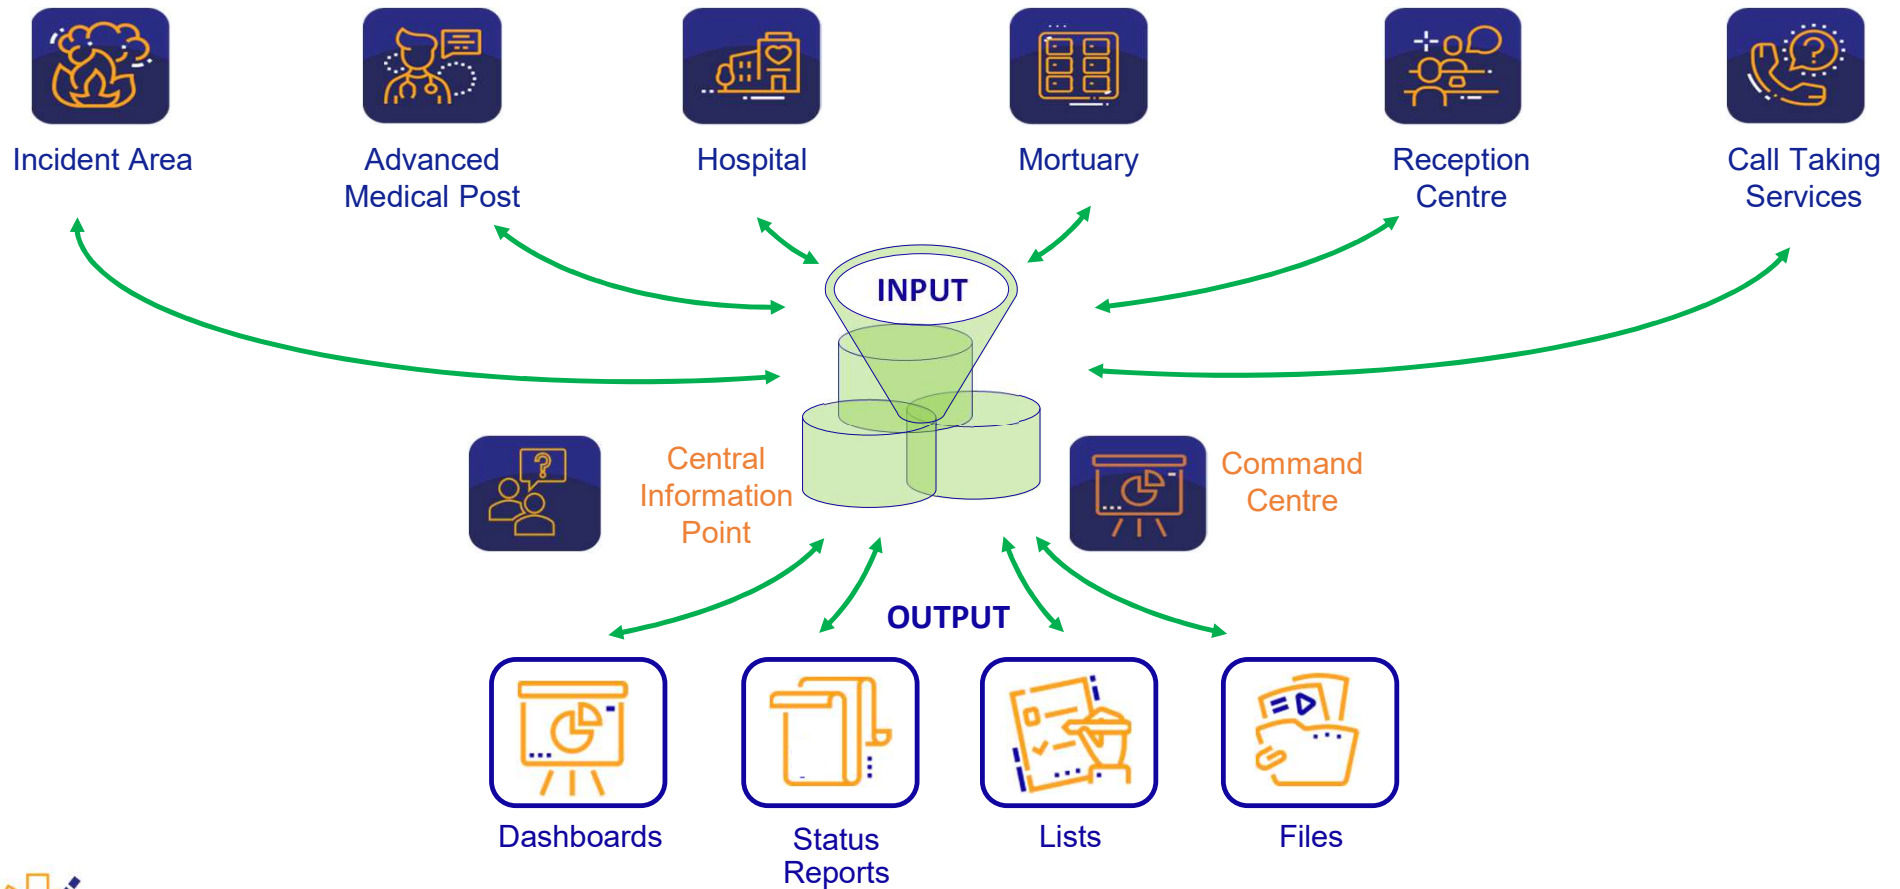 Incident Area
Advanced
Medical Post
Hospital
Mortuary
Reception
Centre
Call Taking
Services
INPUT
Central
Information
Point
Command
Centre
OUTPUT
Dashboards
Status
Reports
Lists
Files